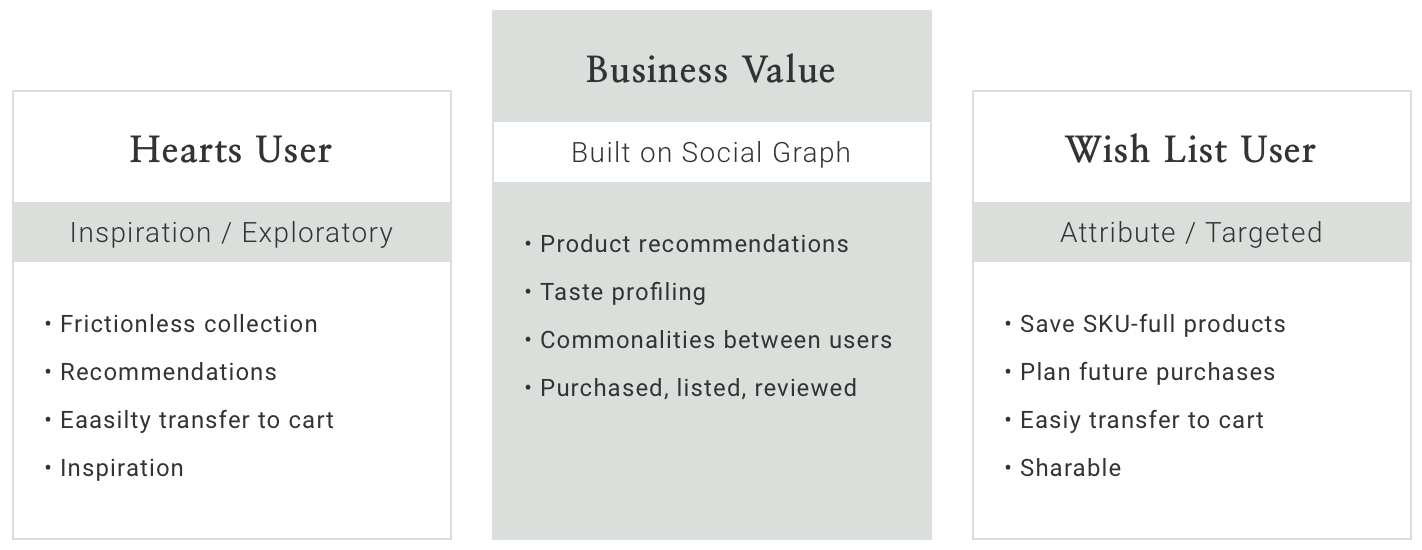 Hearts User
Inspiration / Exploratory
• Frictionless collection
• Recommendations
• Eaasilty transfer to cart
• Inspiration
Business Value
Built on Social Graph
• Product recommendations
• Taste profiling
• Commonalities between users
• Purchased, listed, reviewed
Wish List User
Attribute / Targeted
• Save SKU-full products
• Plan future purchases
• Easiy transfer to cart
• Sharable